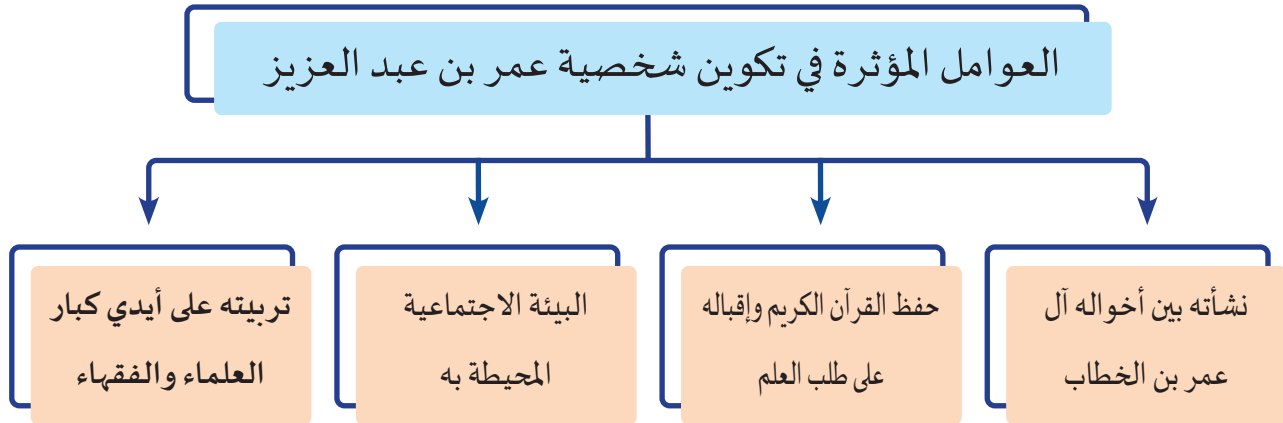 العوامل المؤثرة في تكوين شخصية عمر بن عبد العزيز
نشأته بين أخواله آل
عمر بن الخطاب
حفظ القرآن الكريم وإقباله
على طلب العلم
البيئة الاجتماعية
المحيطة به
تربيته على أيدي كبار
العلماء والفقهاء